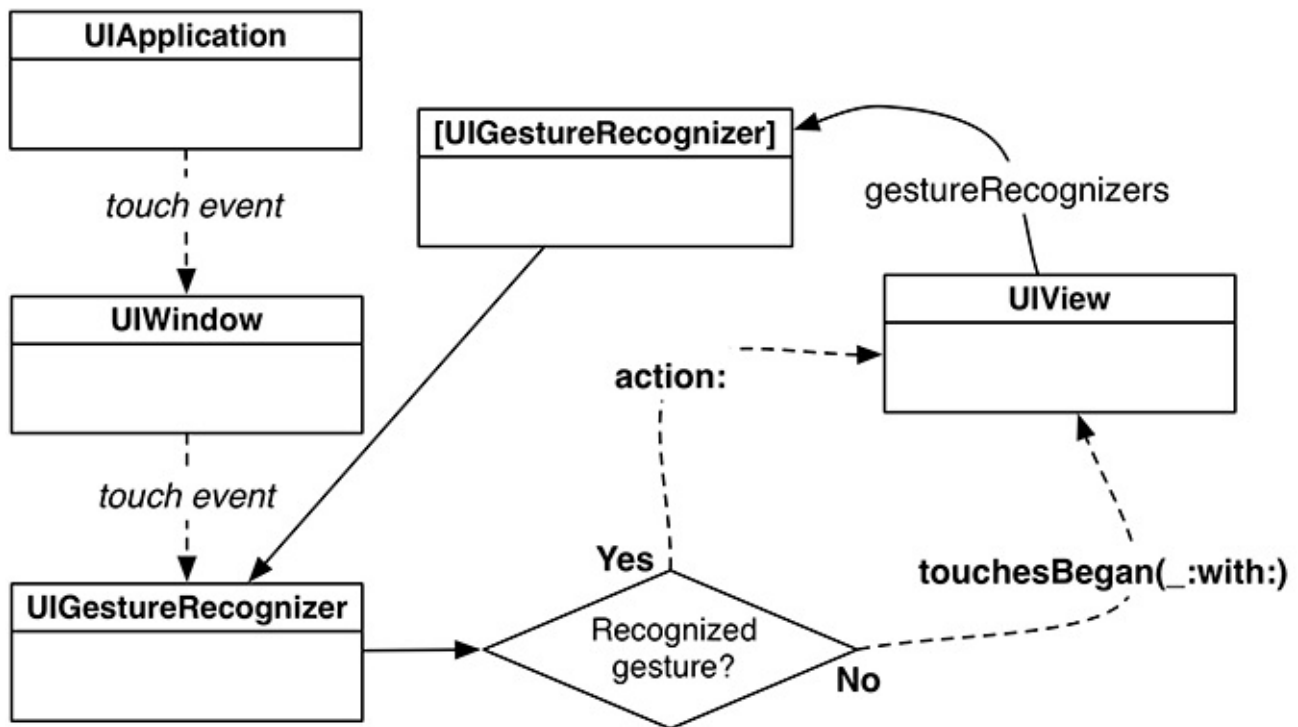 UIApplication
touch event
UIWindow
touch event
UIGestureRecognizer
[UIGestureRecognizer]
gestureRecognizers
UIView
action:
Yes
Recognized
gesture?
No
touchesBegan(_:with:)